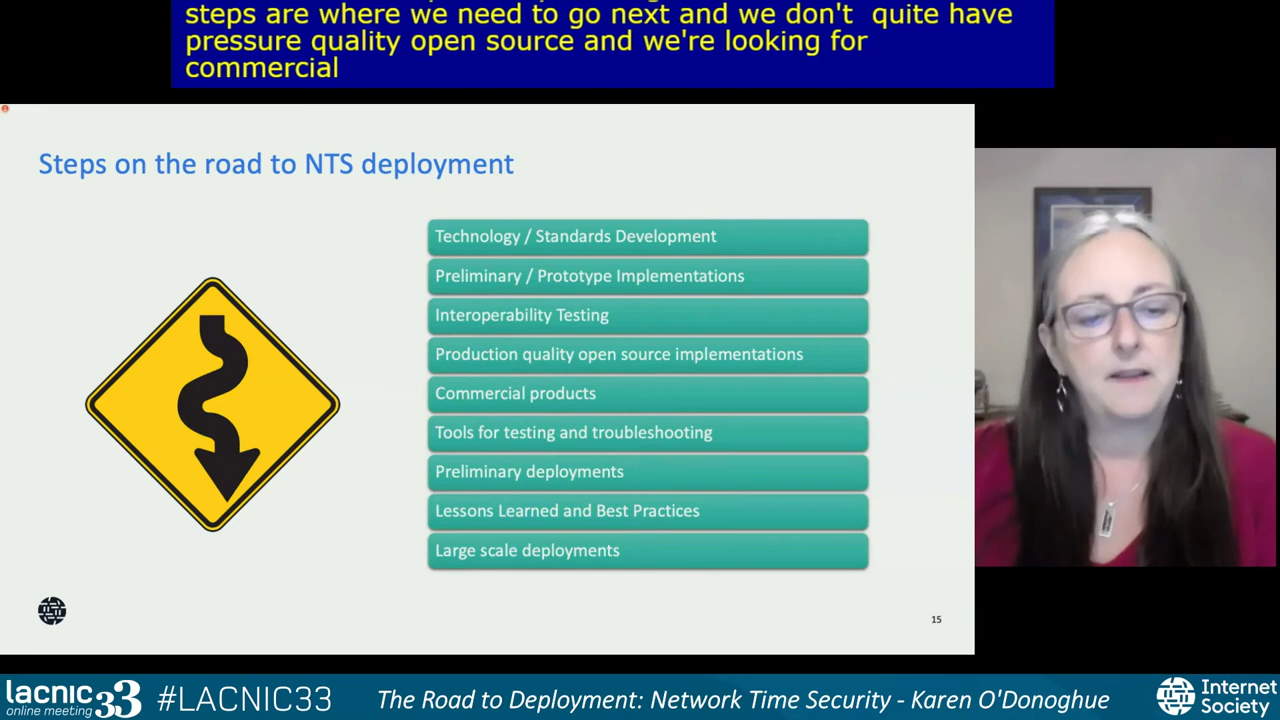 steps are where we need to go next and we don't quite have
pressure quality open source and we're looking for
commercial
Steps on the road to NTS deployment
Technology / Standards Development
Preliminary / Prototype Implementations
Interoperability Testing
Production quality open source implementations
Commercial products
Tools for testing and troubleshooting
Preliminary deployments
Lessons Learned and Best Practices
Large scale deployments
15
lacnic 33
online meeting
#LACNIC33
The Road to Deployment: Network Time Security - Karen O'Donoghue
Internet
Society